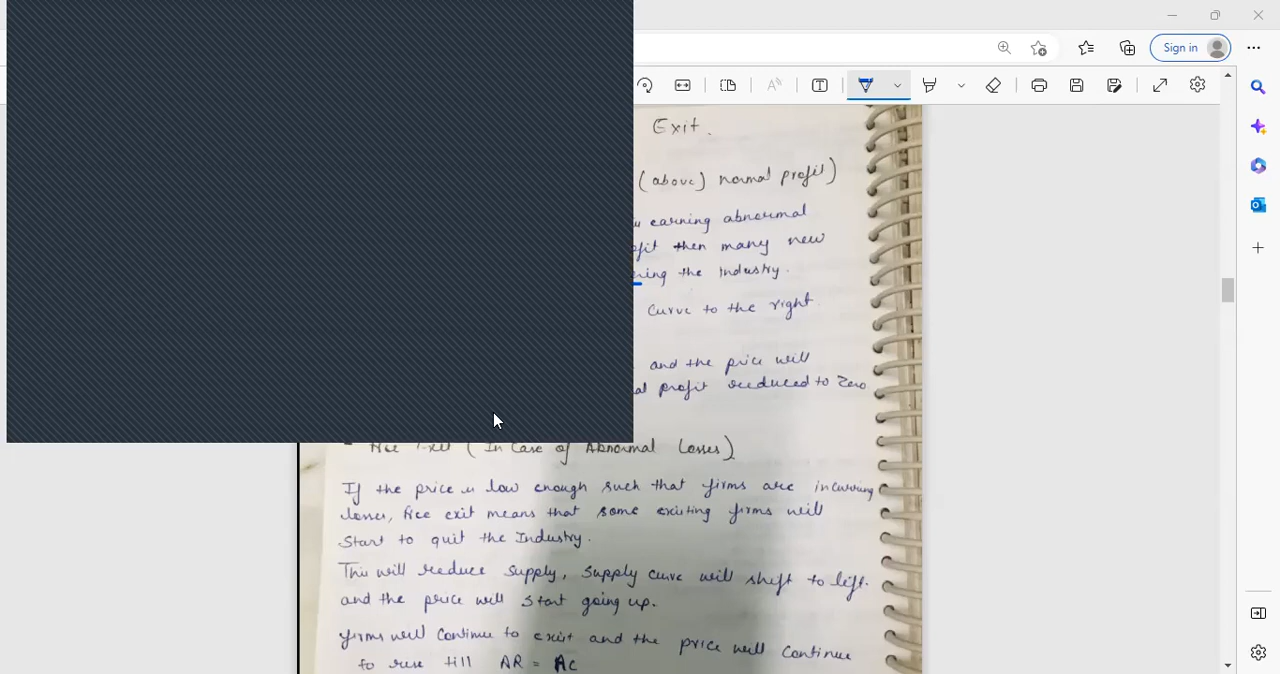 Sign in
Exit.
(above) normal profit)
earning abnormal
then many new
the Industry.
Curve to the right
and the price will
profit reduced to Zero
Free Exit (In Case of Abnormal Losses)
If the price is low enough such that firms are incurring
losses, free exit means that some existing firms will
Start to quit the Industry.
This will reduce supply, supply curve will shift to left.
and the price will start going up.
firms will continue to exist and the price will continue
to rise till AR = AC